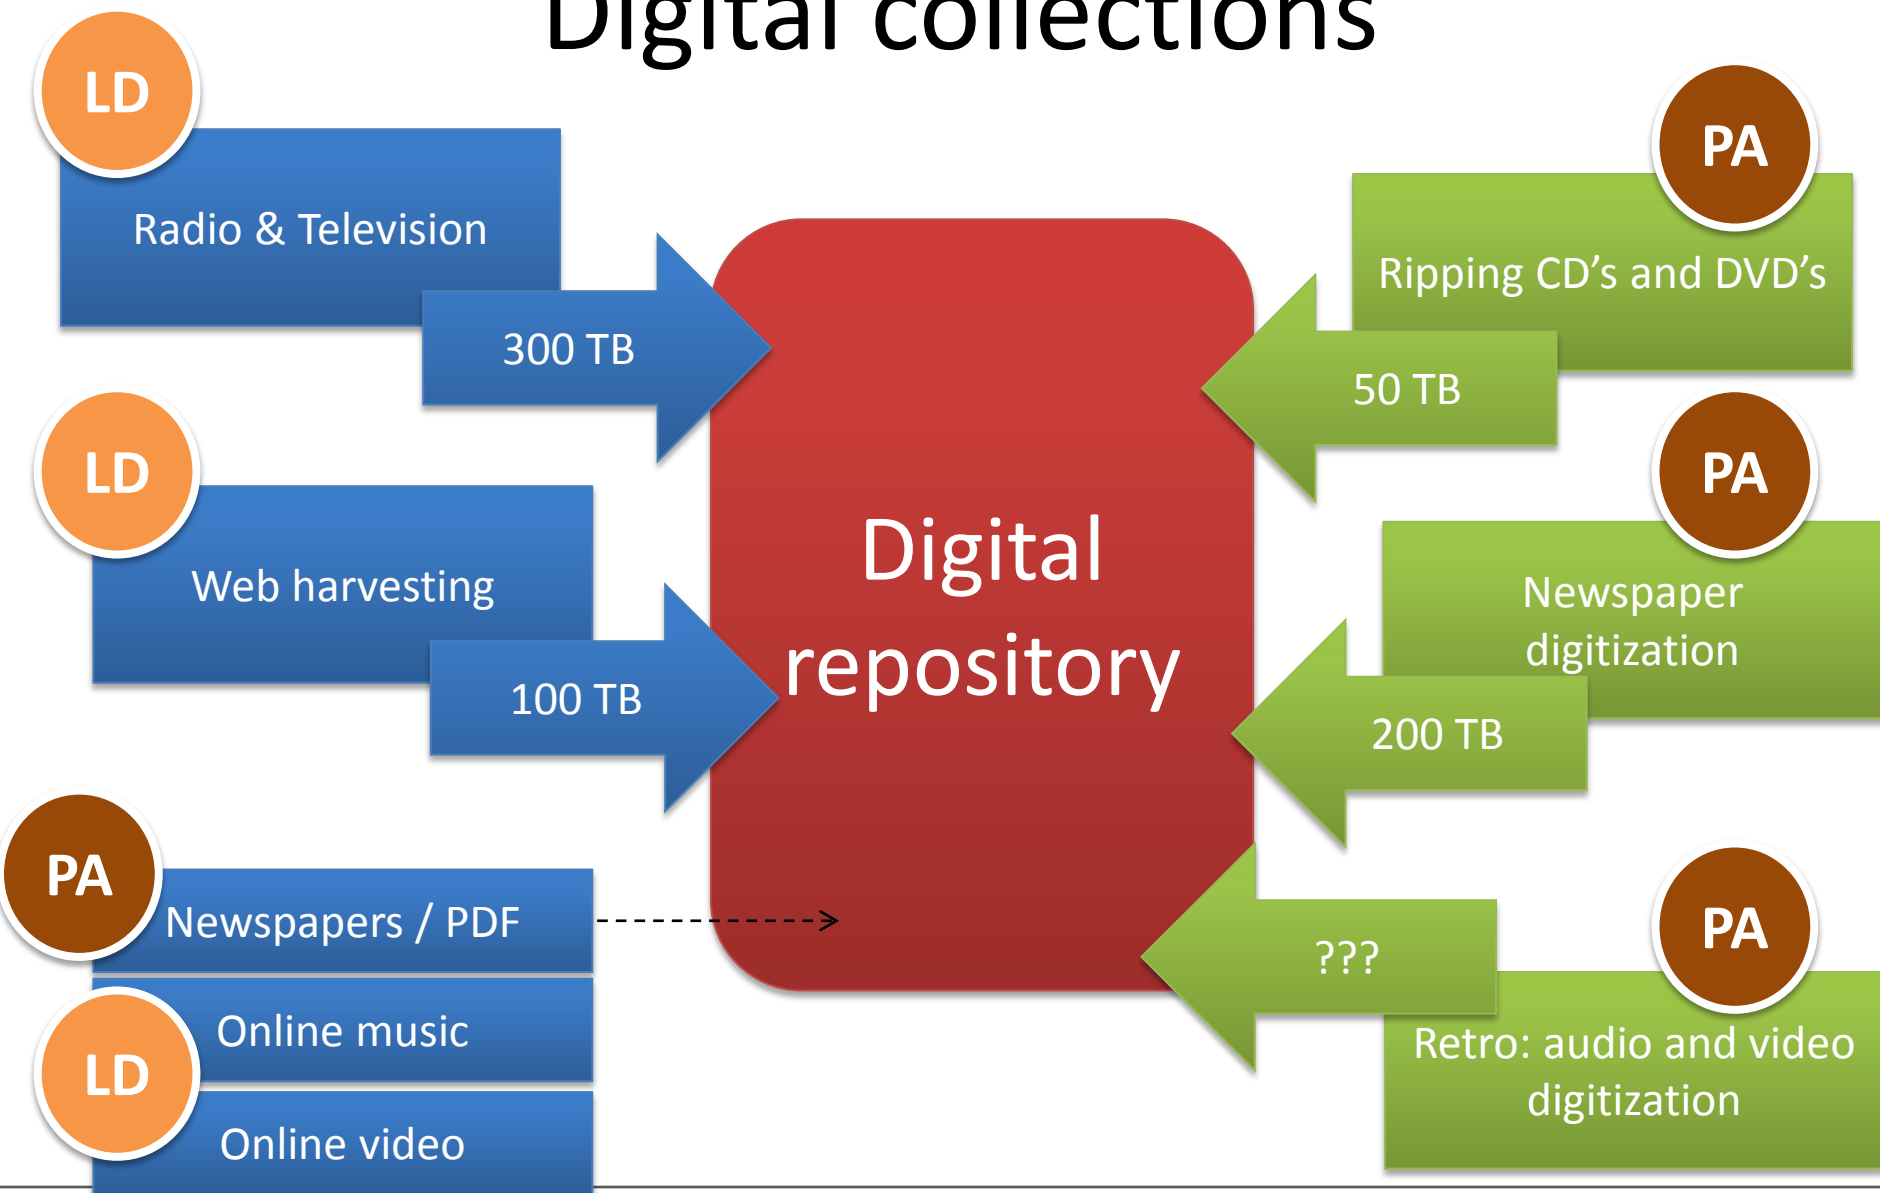 Digital collections
LD
Radio & Television
300 TB
LD
Web harvesting
100 TB
PA
Newspapers / PDF
Online music
LD
Online video
Digital
repository
PA
Ripping CD’s and DVD’s
50 TB
PA
Newspaper
digitization
200 TB
???
PA
Retro: audio and video
digitization